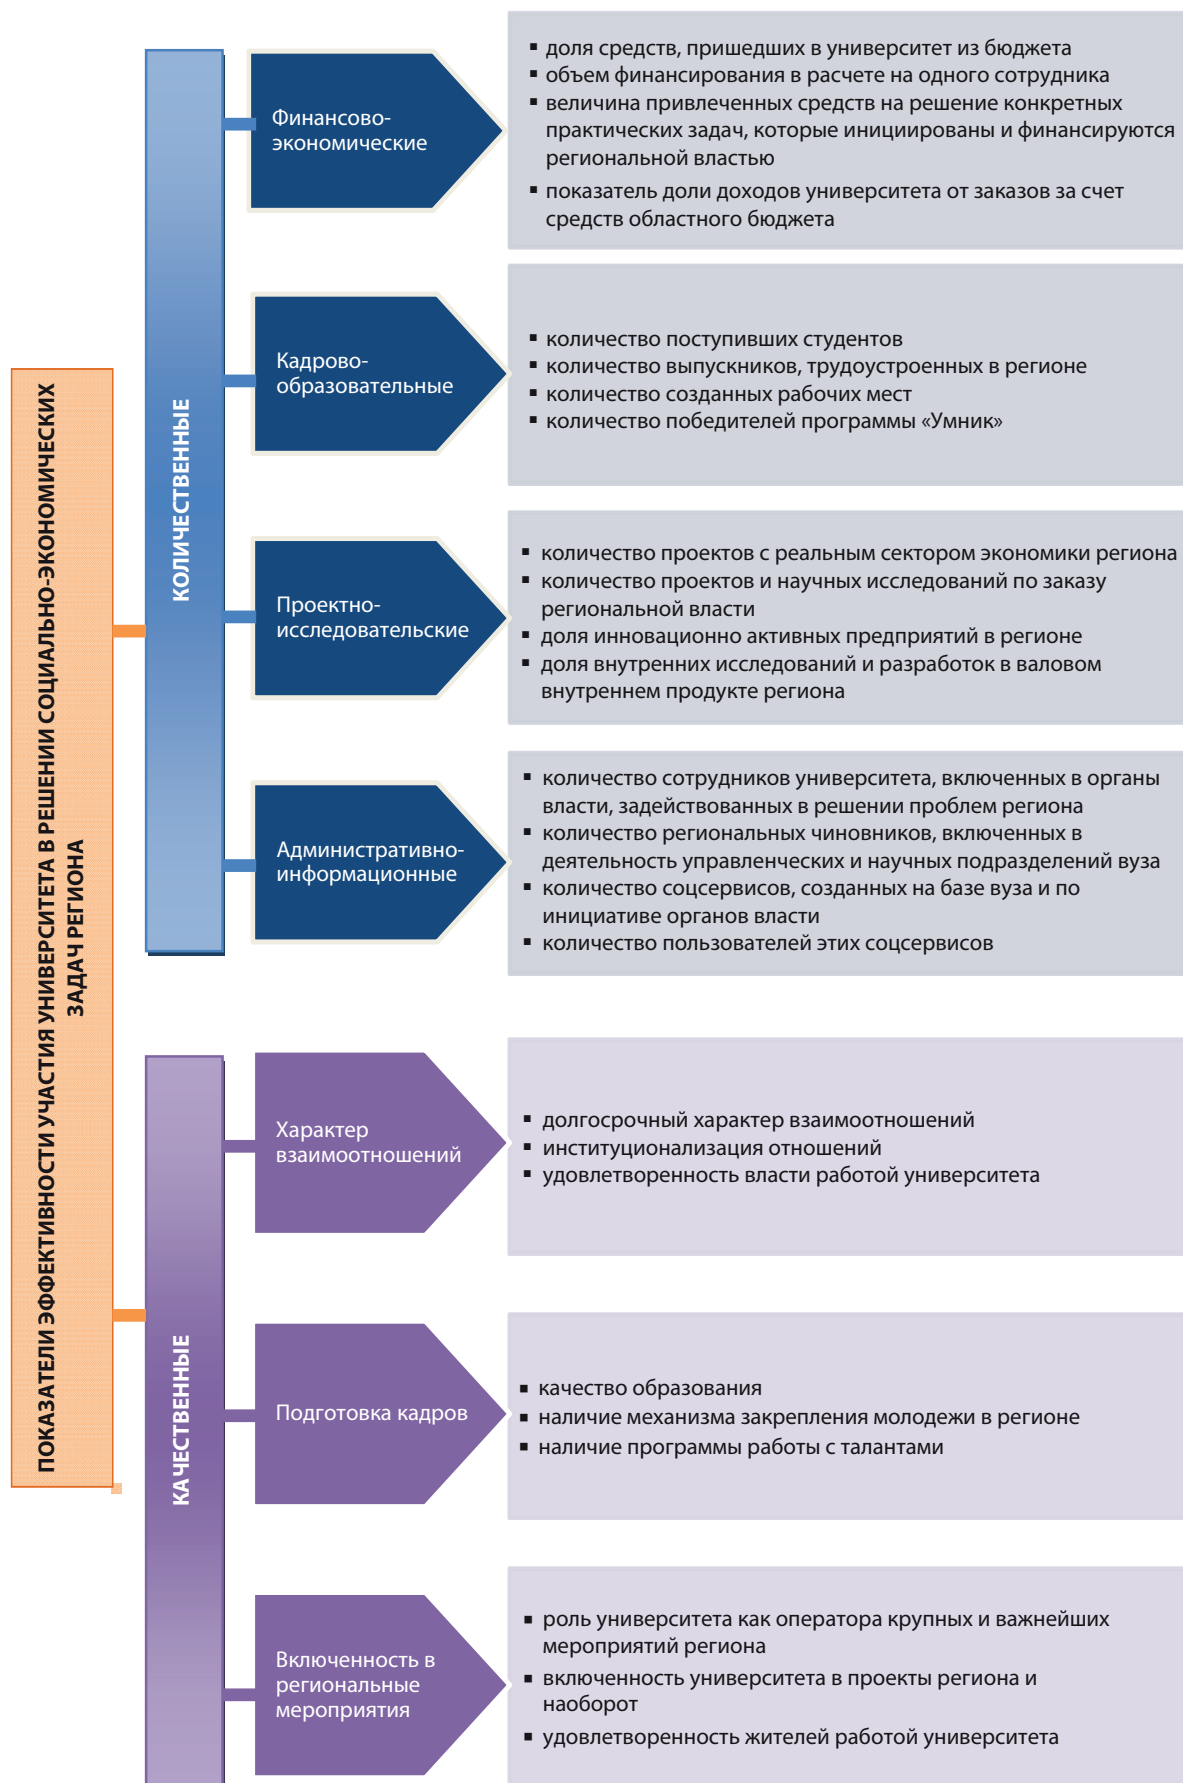 ПОКАЗАТЕЛИ ЭФФЕКТИВНОСТИ УЧАСТИЯ УНИВЕРСИТЕТА В РЕШЕНИИ СОЦИАЛЬНО-ЭКОНОМИЧЕСКИХ
ЗАДАЧ РЕГИОНА
КОЛИЧЕСТВЕННЫЕ
Финансово-
экономические
▪ доля средств, пришедших в университет из бюджета
▪ объем финансирования в расчете на одного сотрудника
▪ величина привлеченных средств на решение конкретных
практических задач, которые инициированы и финансируются
региональной властью
▪ показатель доли доходов университета от заказов за счет
средств областного бюджета
Кадрово-
образовательные
▪ количество поступивших студентов
▪ количество выпускников, трудоустроенных в регионе
▪ количество созданных рабочих мест
▪ количество победителей программы «Умник»
Проектно-
исследовательские
▪ количество проектов с реальным сектором экономики региона
▪ количество проектов и научных исследований по заказу
региональной власти
▪ доля инновационно активных предприятий в регионе
▪ доля внутренних исследований и разработок в валовом
внутреннем продукте региона
Административно-
информационные
▪ количество сотрудников университета, включенных в органы
власти, задействованных в решении проблем региона
▪ количество региональных чиновников, включенных в
деятельность управленческих и научных подразделений вуза
▪ количество соцсервисов, созданных на базе вуза и по
инициативе органов власти
▪ количество пользователей этих соцсервисов
КАЧЕСТВЕННЫЕ
Характер
взаимоотношений
▪ долгосрочный характер взаимоотношений
▪ институционализация отношений
▪ удовлетворенность власти работой университета
Подготовка кадров
▪ качество образования
▪ наличие механизма закрепления молодежи в регионе
▪ наличие программы работы с талантами
Включенность в
региональные
мероприятия
▪ роль университета как оператора крупных и важнейших
мероприятий региона
▪ включенность университета в проекты региона и
наоборот
▪ удовлетворенность жителей работой университета